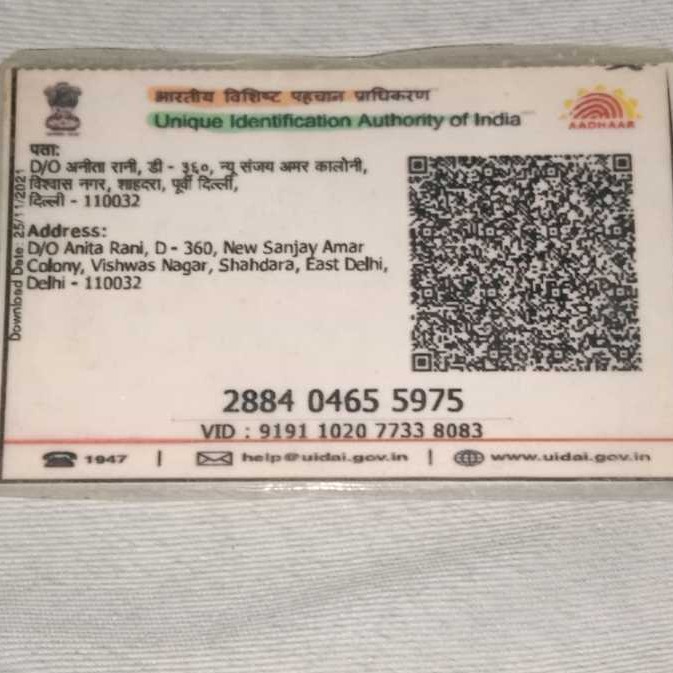 भारतीय विशिष्ट पहचान प्राधिकरण
Unique Identification Authority of India
AADHAAR
पता:
D/O अनीता रानी, डी - ३६०, न्यू संजय अमर कालोनी,
विश्वास नगर, शाहदरा, पूर्वी दिल्ली,
दिल्ली - 110032
Address:
D/O Anita Rani, D - 360, New Sanjay Amar
Colony, Vishwas Nagar, Shahdara, East Delhi,
Delhi - 110032
Download Date: 25/11/2021
2884 0465 5975
VID : 9191 1020 7733 8083
1947 | help@uidai.gov.in | www.uidai.gov.in